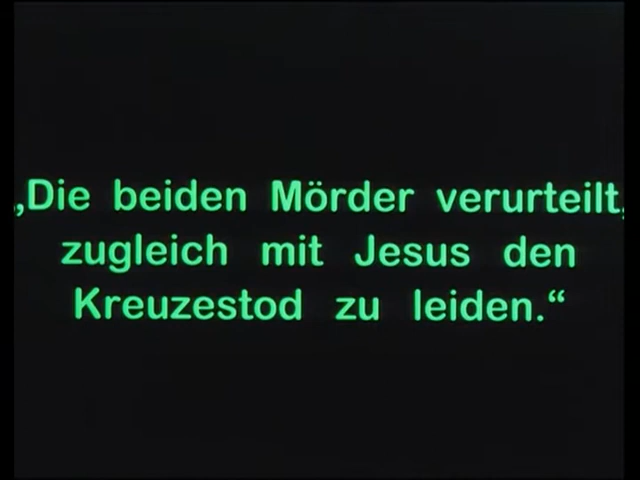 „Die beiden Mörder verurteilt,
zugleich mit Jesus den
Kreuzestod zu leiden.“